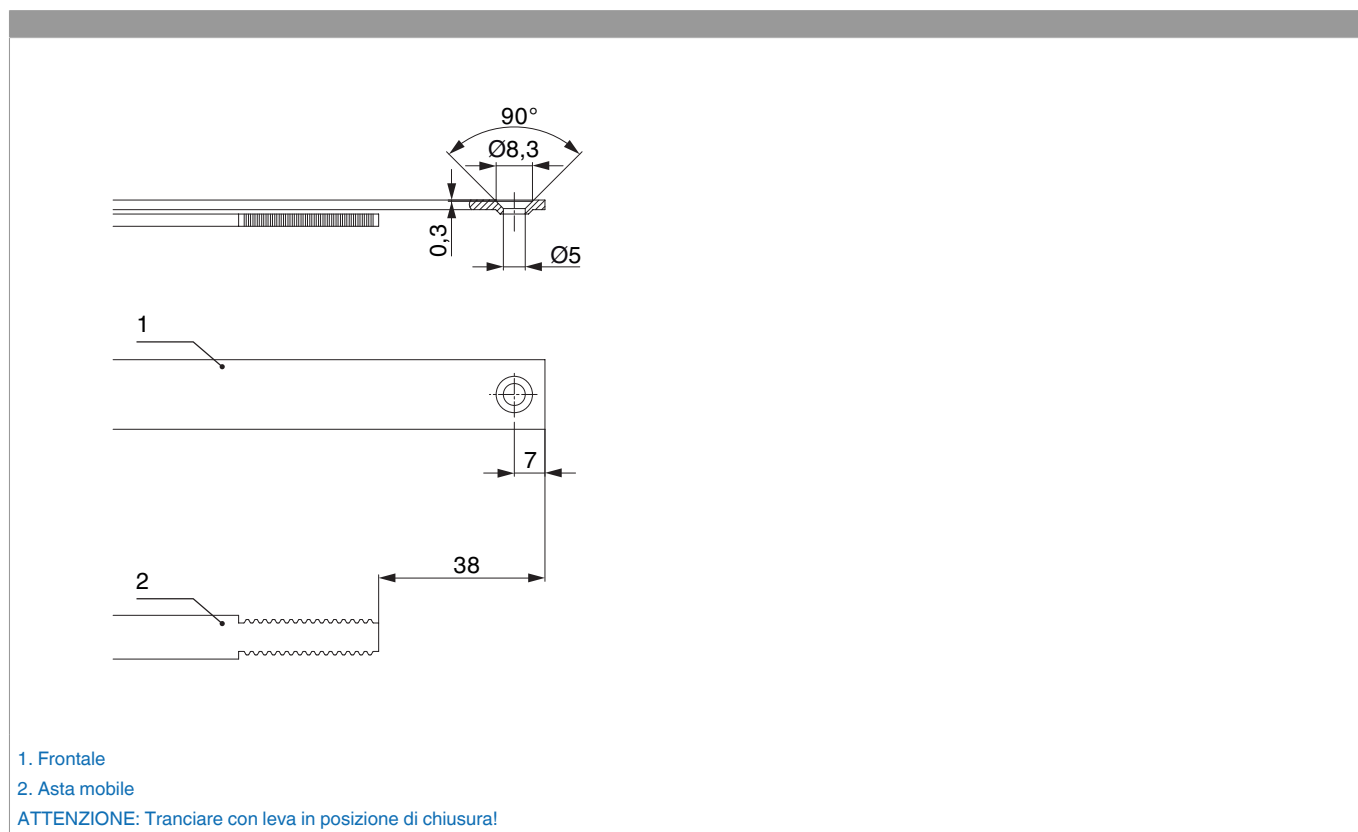 90°
Ø8,3
0,3
Ø5
1
7
38
2
1. Frontale
2. Asta mobile
ATTENZIONE: Tranciare con leva in posizione di chiusura!